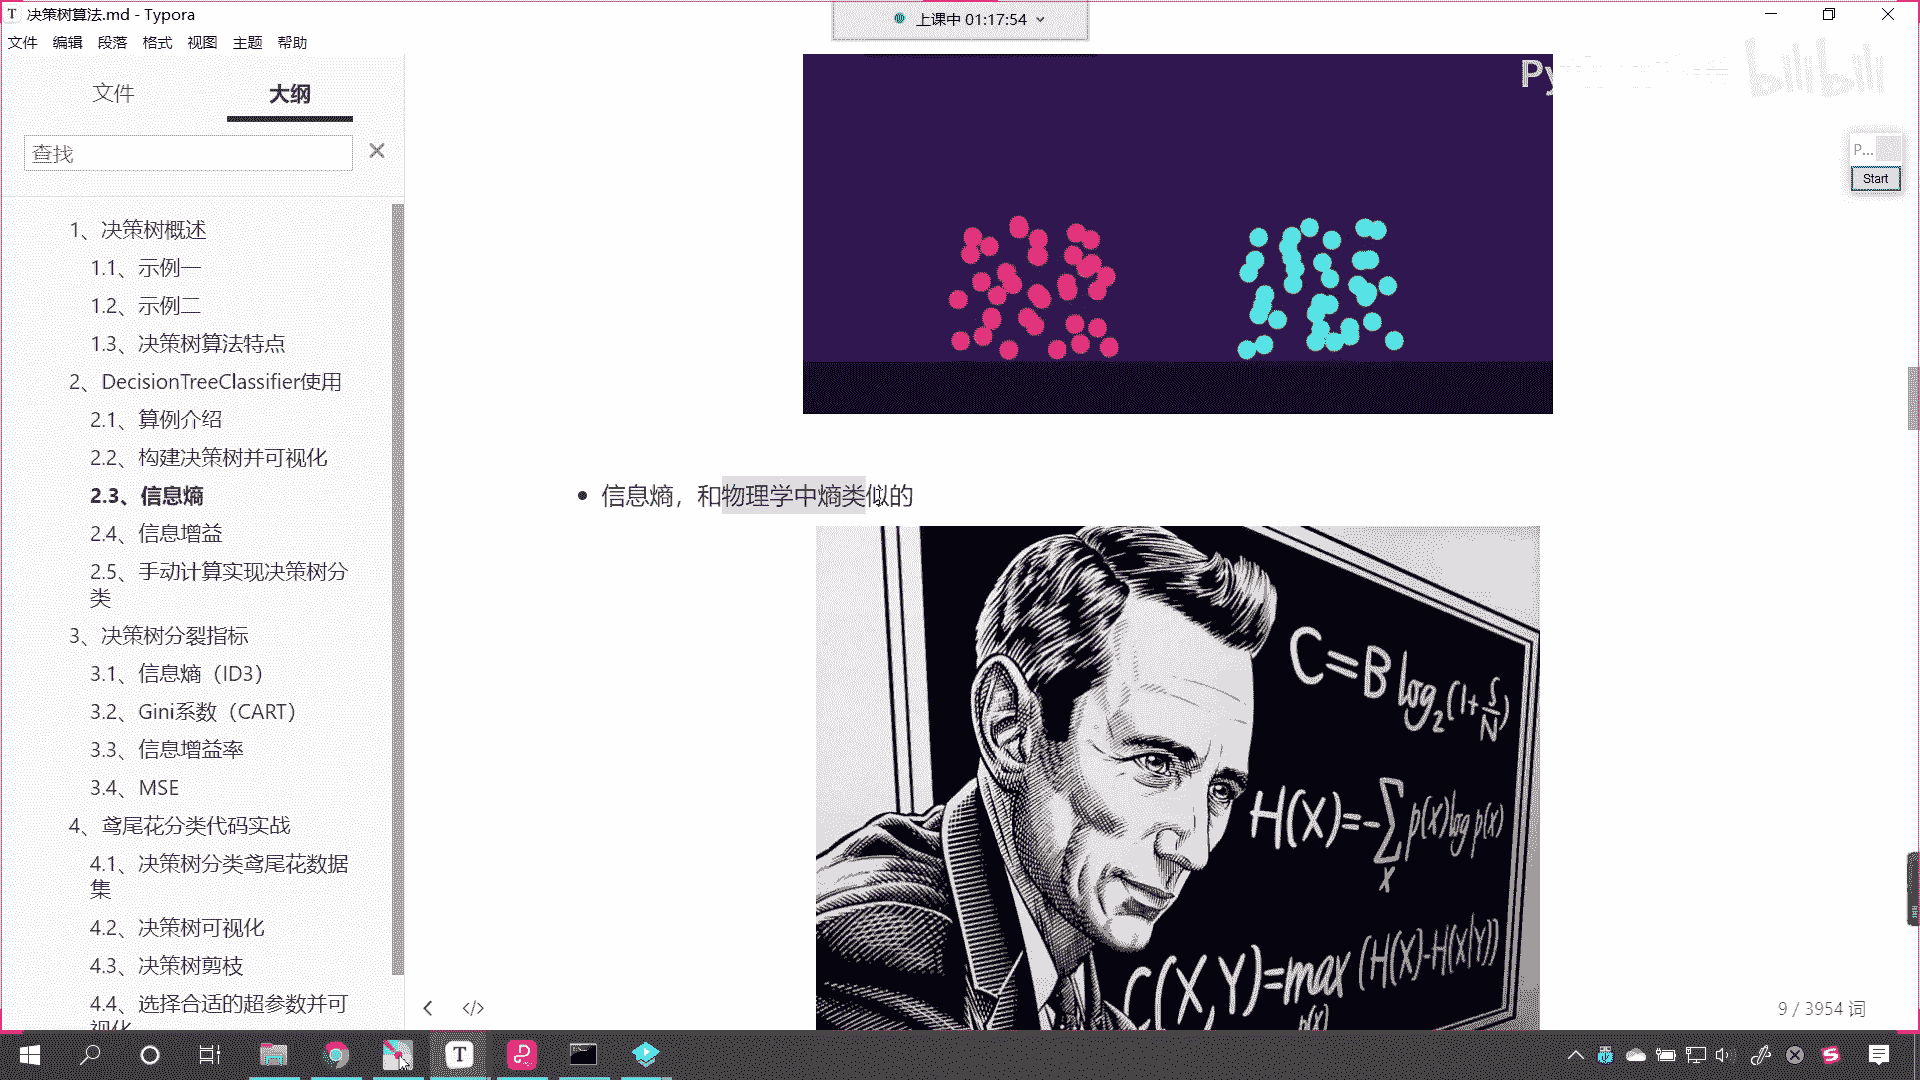 决策树算法.md - Typora
上课中 01:17:54
文件 编辑 段落 格式 视图 主题 帮助
文件 大纲
查找
1、决策树概述
1.1、示例一
1.2、示例二
1.3、决策树算法特点
2、DecisionTreeClassifier使用
2.1、算例介绍
2.2、构建决策树并可视化
2.3、信息熵
2.4、信息增益
2.5、手动计算实现决策树分
类
3、决策树分裂指标
3.1、信息熵（ID3）
3.2、Gini系数（CART）
3.3、信息增益率
3.4、MSE
4、鸢尾花分类代码实战
4.1、决策树分类鸢尾花数据
集
4.2、决策树可视化
4.3、决策树剪枝
4.4、选择合适的超参数并可
视化
bilibili
P...
Start
信息熵，和物理学中熵类似的
C=B log₂(1+S/N)
H(X)=-∑p(x)log p(x)
X
C(X,Y)=max(H(X)-H(X|Y))
p(x)
</> 9 / 3954 词